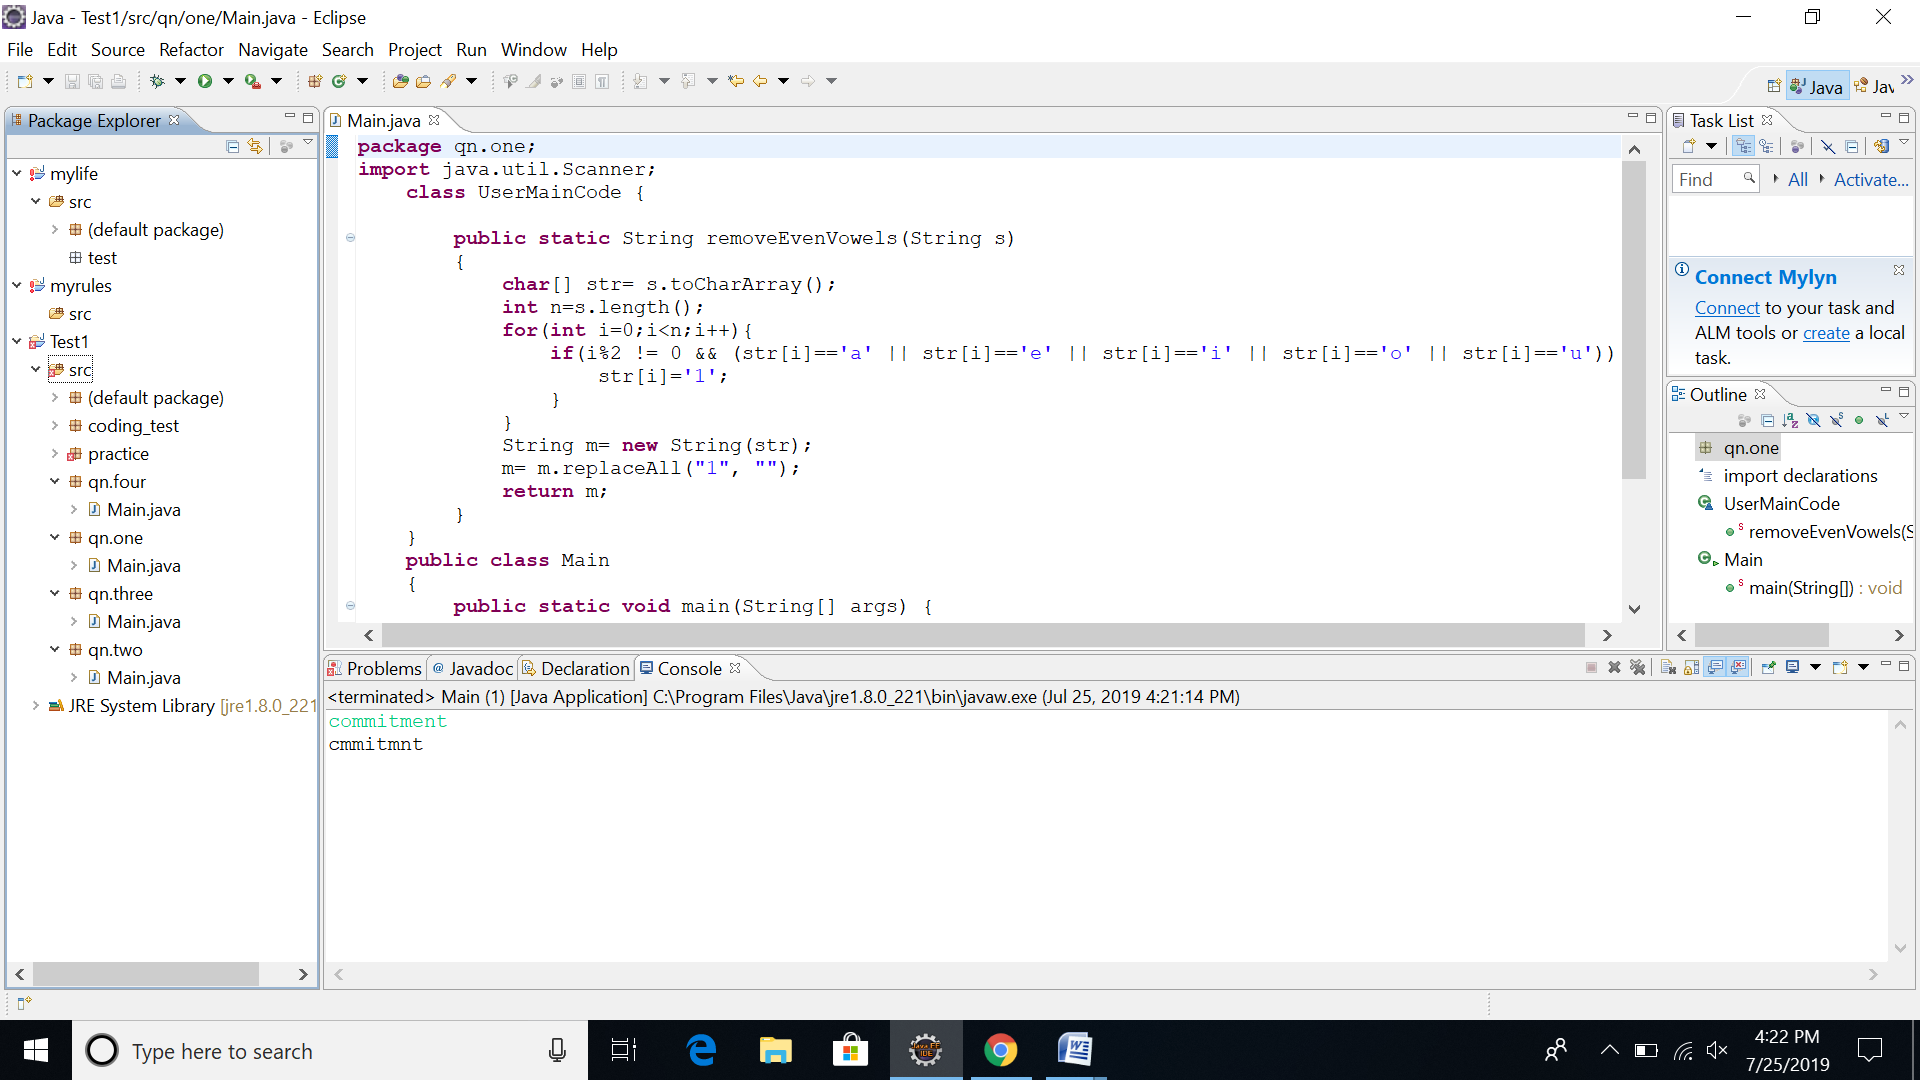 Java - Test1/src/qn/one/Main.java - Eclipse
File Edit Source Refactor Navigate Search Project Run Window Help
Java
Package Explorer
mylife
src
(default package)
test
myrules
src
Test1
src
(default package)
coding_test
practice
qn.four
Main.java
qn.one
Main.java
qn.three
Main.java
qn.two
Main.java
JRE System Library [jre1.8.0_221
Main.java
package qn.one;
import java.util.Scanner;
class UserMainCode {
public static String removeEvenVowels(String s)
{
char[] str= s.toCharArray();
int n=s.length();
for(int i=0;i<n;i++){
if(i%2 != 0 && (str[i]=='a' || str[i]=='e' || str[i]=='i' || str[i]=='o' || str[i]=='u'))
str[i]='1';
}
}
String m= new String(str);
m= m.replaceAll("1", "");
return m;
}
}
public class Main
{
public static void main(String[] args) {
Task List
Find All Activate...
Connect Mylyn
Connect to your task and
ALM tools or create a local
task.
Outline
qn.one
import declarations
UserMainCode
removeEvenVowels(S
Main
main(String[]) : void
Problems @ Javadoc Declaration Console
<terminated> Main (1) [Java Application] C:\Program Files\Java\jre1.8.0_221\bin\javaw.exe (Jul 25, 2019 4:21:14 PM)
commitment
cmmitmnt
Type here to search
4:22 PM
7/25/2019